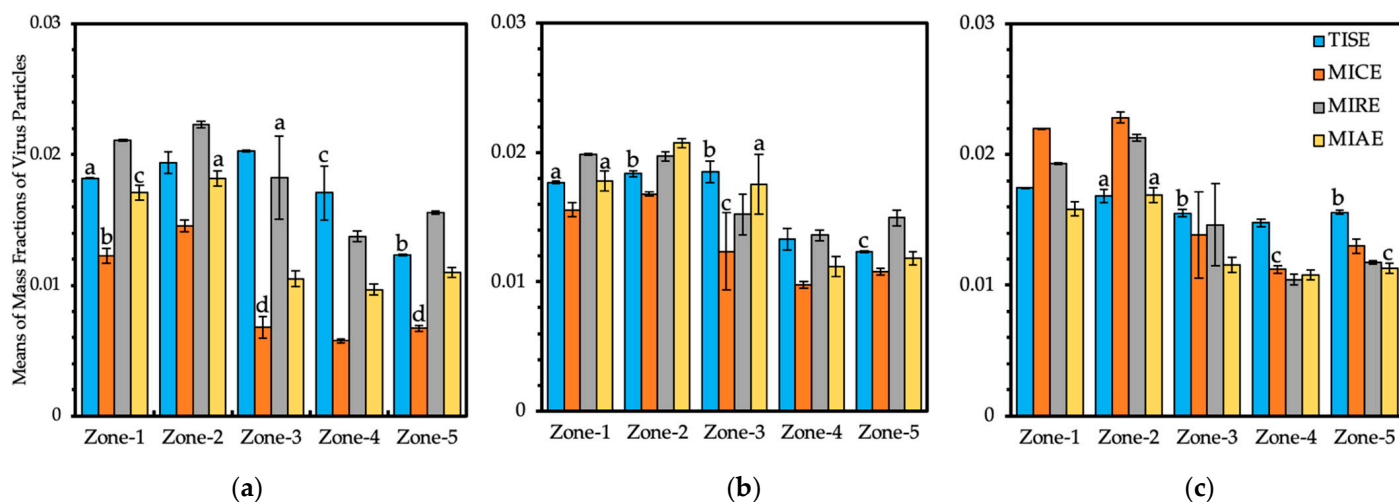 Means of Mass Fractions of Virus Particles
0.03
0.02
0.01
0
a
b
c
a
d
a
c
b
d
Zone-1 Zone-2 Zone-3 Zone-4 Zone-5
(a)
0.03
0.02
0.01
0
a
a
b
b
c
a
c
Zone-1 Zone-2 Zone-3 Zone-4 Zone-5
(b)
0.03
0.02
0.01
0
a
a
b
c
b
c
Zone-1 Zone-2 Zone-3 Zone-4 Zone-5
(c)
TISE
MICE
MIRE
MIAE